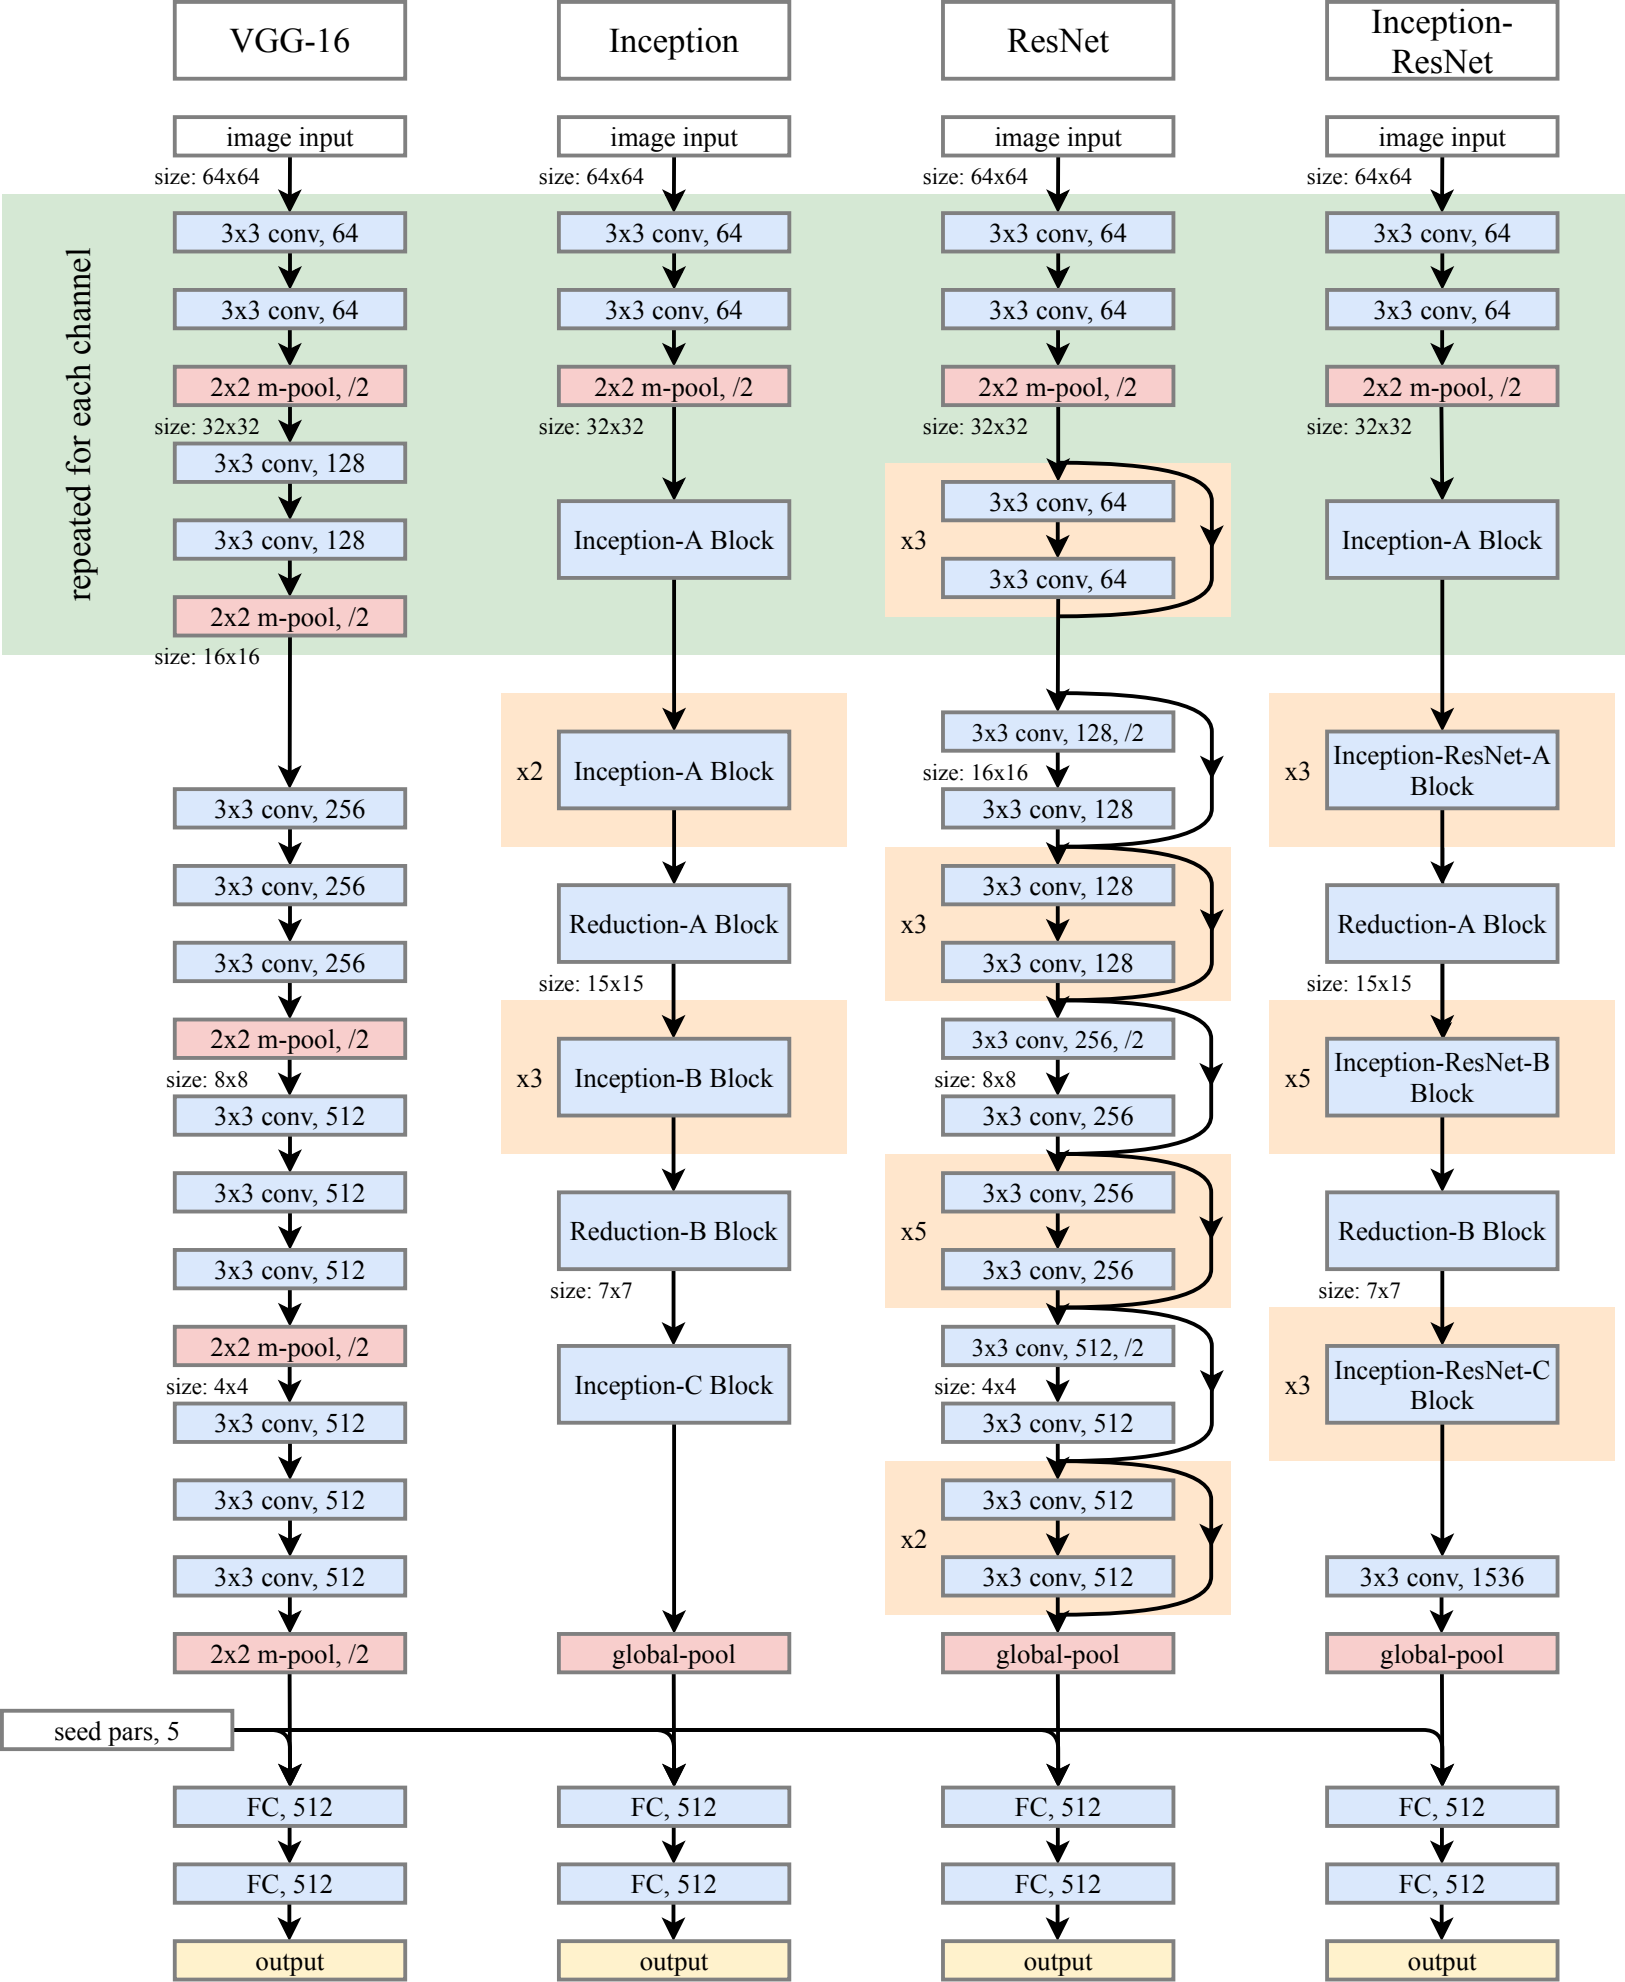 VGG-16
Inception
ResNet
Inception-
ResNet
image input
image input
image input
image input
size: 64x64
size: 64x64
size: 64x64
size: 64x64
repeated for each channel
3x3 conv, 64
3x3 conv, 64
3x3 conv, 64
3x3 conv, 64
3x3 conv, 64
3x3 conv, 64
3x3 conv, 64
3x3 conv, 64
2x2 m-pool, /2
2x2 m-pool, /2
2x2 m-pool, /2
2x2 m-pool, /2
size: 32x32
size: 32x32
size: 32x32
size: 32x32
3x3 conv, 128
3x3 conv, 64
3x3 conv, 128
Inception-A Block
x3
Inception-A Block
3x3 conv, 64
2x2 m-pool, /2
size: 16x16
3x3 conv, 128, /2
x2
Inception-A Block
size: 16x16
x3
Inception-ResNet-A
Block
3x3 conv, 256
3x3 conv, 128
3x3 conv, 256
3x3 conv, 128
Reduction-A Block
x3
Reduction-A Block
3x3 conv, 256
3x3 conv, 128
size: 15x15
size: 15x15
2x2 m-pool, /2
3x3 conv, 256, /2
size: 8x8
x3
Inception-B Block
size: 8x8
x5
Inception-ResNet-B
Block
3x3 conv, 512
3x3 conv, 256
3x3 conv, 512
3x3 conv, 256
Reduction-B Block
x5
Reduction-B Block
3x3 conv, 512
3x3 conv, 256
size: 7x7
size: 7x7
2x2 m-pool, /2
3x3 conv, 512, /2
size: 4x4
Inception-C Block
size: 4x4
x3
Inception-ResNet-C
Block
3x3 conv, 512
3x3 conv, 512
3x3 conv, 512
3x3 conv, 512
x2
3x3 conv, 512
3x3 conv, 512
3x3 conv, 1536
2x2 m-pool, /2
global-pool
global-pool
global-pool
seed pars, 5
FC, 512
FC, 512
FC, 512
FC, 512
FC, 512
FC, 512
FC, 512
FC, 512
output
output
output
output